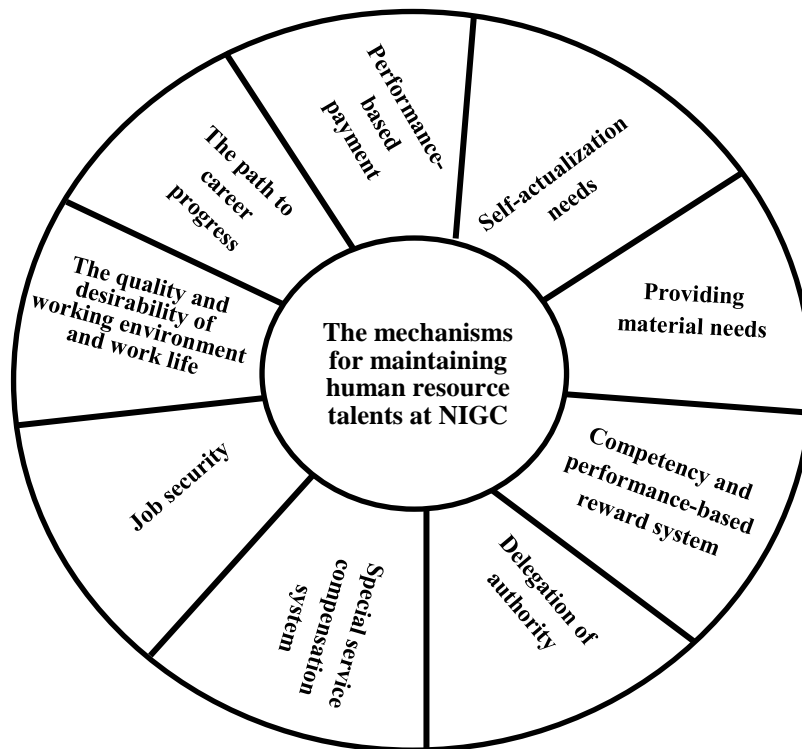 Performance-
based
payment
Self-actualization
needs
Providing
material needs
Competency and
performance-based
reward system
Delegation of
authority
Special service
compensation
system
Job security
The quality and
desirability of
working environment
and work life
The path to
career
progress
The mechanisms
for maintaining
human resource
talents at NIGC